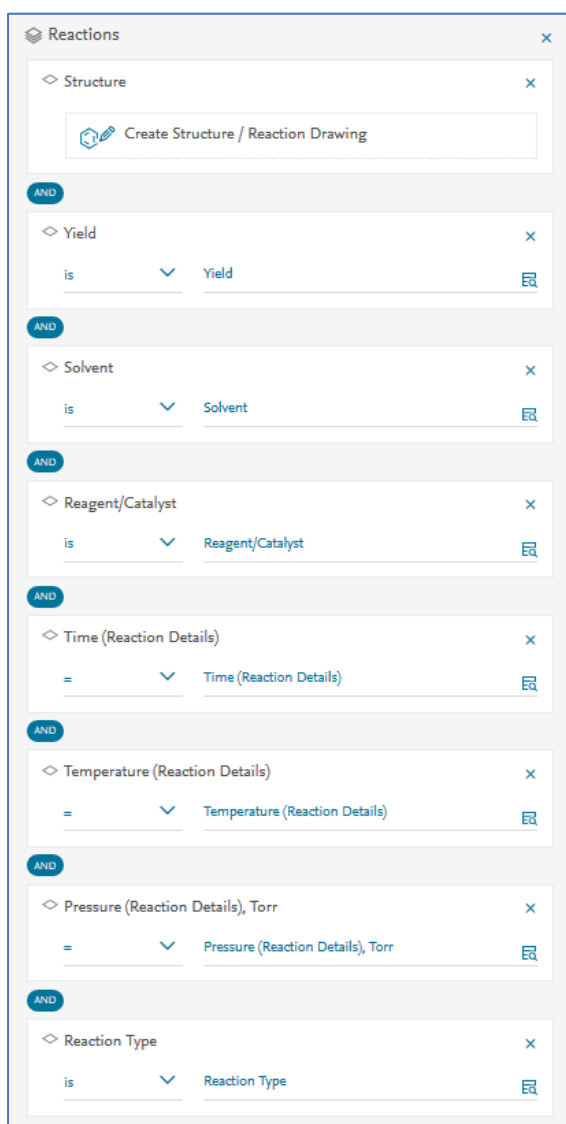 Reactions
Structure
Create Structure / Reaction Drawing
AND
Yield
is Yield
AND
Solvent
is Solvent
AND
Reagent/Catalyst
is Reagent/Catalyst
AND
Time (Reaction Details)
= Time (Reaction Details)
AND
Temperature (Reaction Details)
= Temperature (Reaction Details)
AND
Pressure (Reaction Details), Torr
= Pressure (Reaction Details), Torr
AND
Reaction Type
is Reaction Type